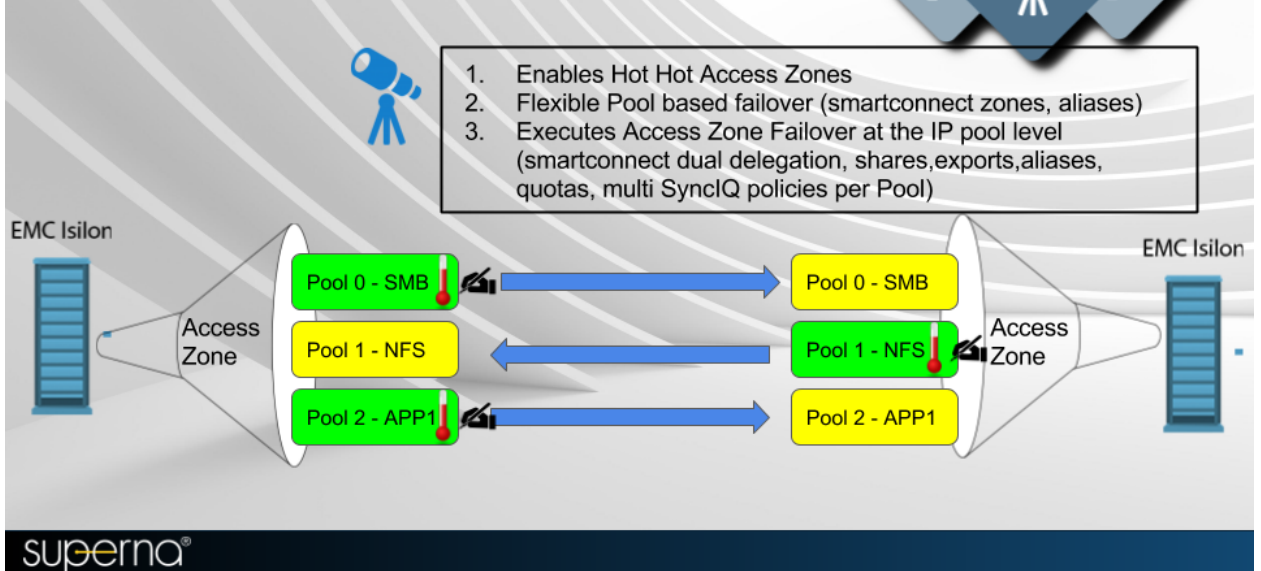 1. Enables Hot Hot Access Zones
2. Flexible Pool based failover (smartconnect zones, aliases)
3. Executes Access Zone Failover at the IP pool level
(smartconnect dual delegation, shares,exports,aliases,
quotas, multi SyncIQ policies per Pool)
EMC Isilon
EMC Isilon
Pool 0 - SMB
Pool 0 - SMB
Access
Zone
Pool 1 - NFS
Pool 1 - NFS
Access
Zone
Pool 2 - APP1
Pool 2 - APP1
superna®